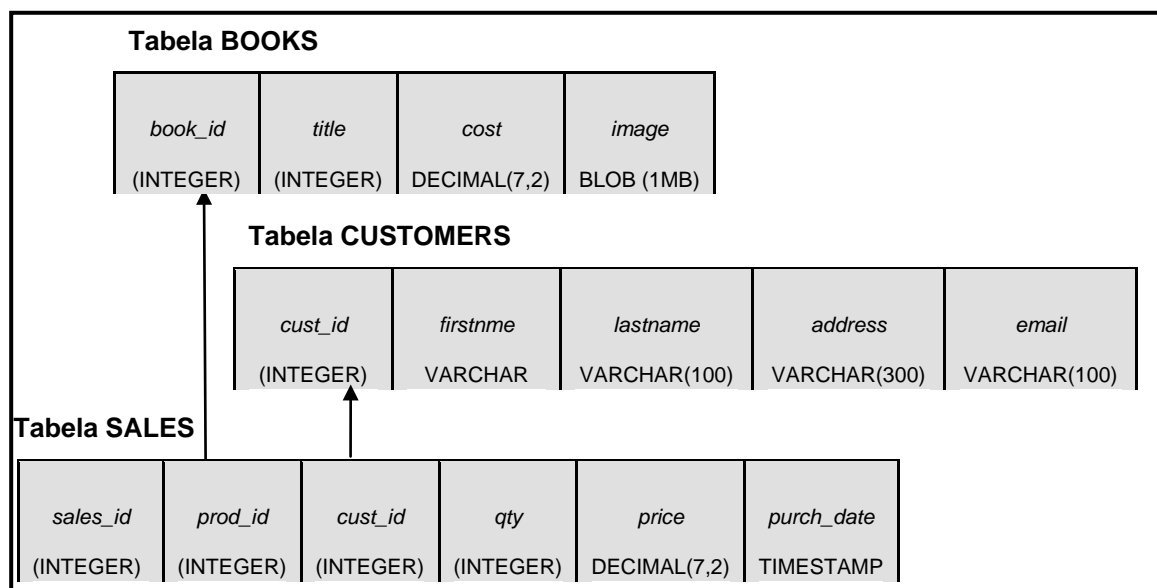 Tabela BOOKS
book_id title cost image
(INTEGER) (INTEGER) DECIMAL(7,2) BLOB (1MB)
Tabela CUSTOMERS
cust_id firstnme lastname address email
(INTEGER) VARCHAR VARCHAR(100) VARCHAR(300) VARCHAR(100)
Tabela SALES
sales_id prod_id cust_id qty price purch_date
(INTEGER) (INTEGER) (INTEGER) (INTEGER) DECIMAL(7,2) TIMESTAMP